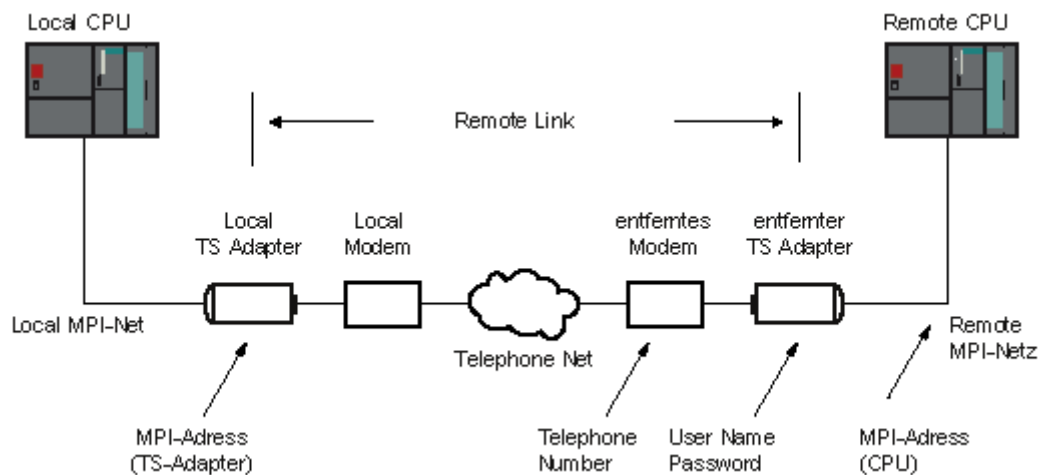 Local CPU
Remote CPU
Remote Link
Local
TS Adapter
Local
Modem
entferntes
Modem
entfernter
TS Adapter
Local MPI-Net
Telephone Net
Remote
MPI-Netz
MPI-Adress
(TS-Adapter)
Telephone
Number
User Name
Password
MPI-Adress
(CPU)